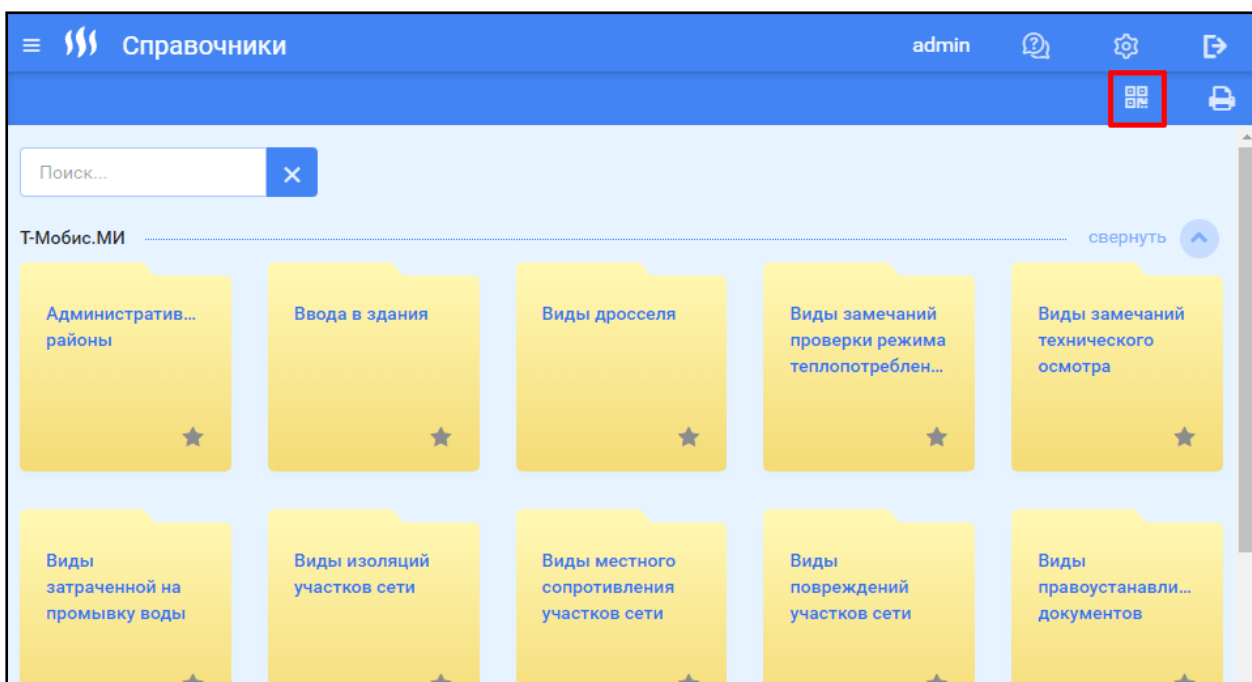 Справочники
admin
Поиск...
Т-Мобис.МИ
свернуть
Административ...
районы
Ввода в здания
Виды дросселя
Виды замечаний
проверки режима
теплопотреблен...
Виды замечаний
технического
осмотра
Виды
затраченной на
промывку воды
Виды изоляций
участков сети
Виды местного
сопротивления
участков сети
Виды
повреждений
участков сети
Виды
правоустанавли...
документов